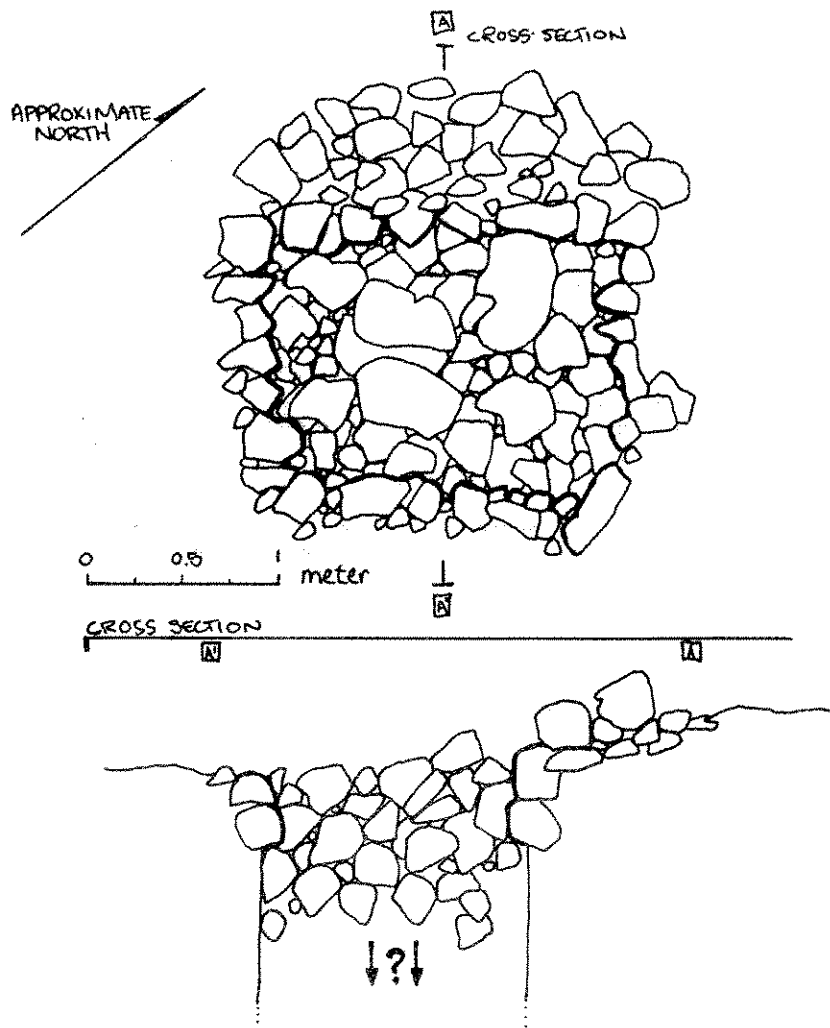 A
CROSS-SECTION
APPROXIMATE
NORTH
0 0.5 1
meter
A'
CROSS SECTION
A' A
?